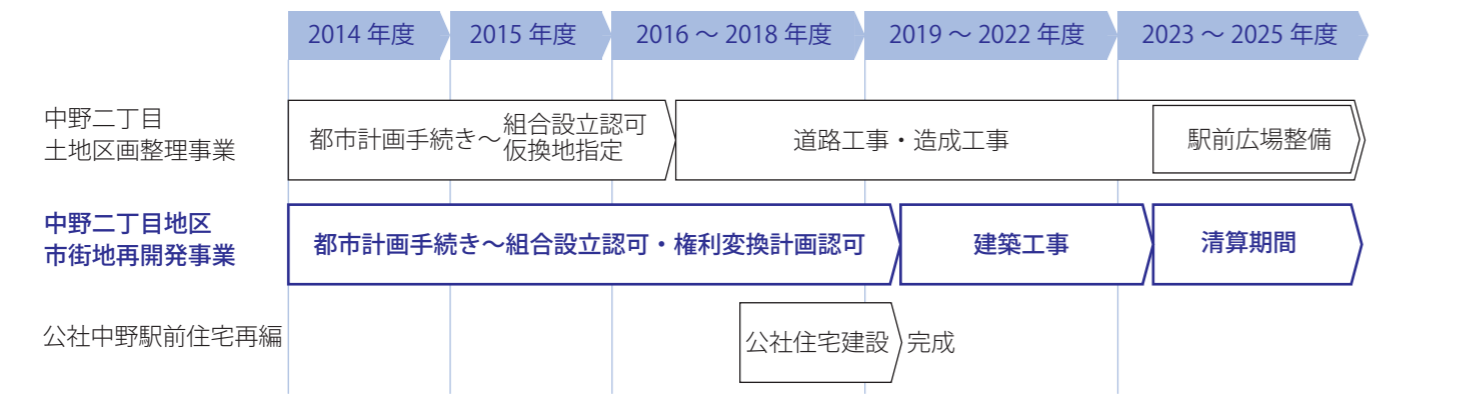 2014 年度
2015 年度
2016 ～ 2018 年度
2019 ～ 2022 年度
2023 ～ 2025 年度
中野二丁目
土地区画整理事業
都市計画手続き～
組合設立認可
仮換地指定
道路工事・造成工事
駅前広場整備
中野二丁目地区
市街地再開発事業
都市計画手続き～組合設立認可・権利変換計画認可
建築工事
清算期間
公社中野駅前住宅再編
公社住宅建設
完成